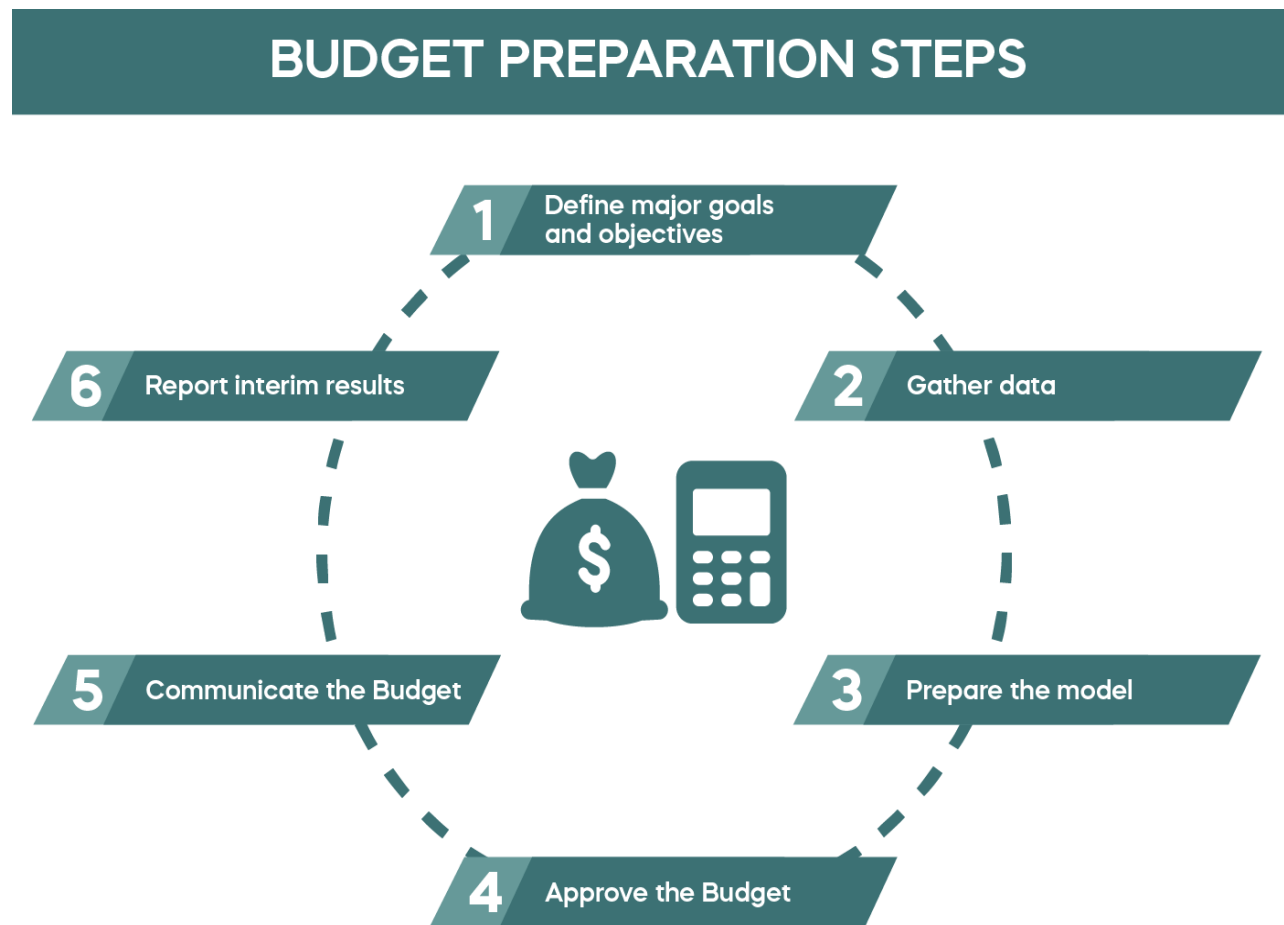 BUDGET PREPARATION STEPS
1
Define major goals
and objectives
2
Gather data
3
Prepare the model
4
Approve the Budget
5
Communicate the Budget
6
Report interim results
$